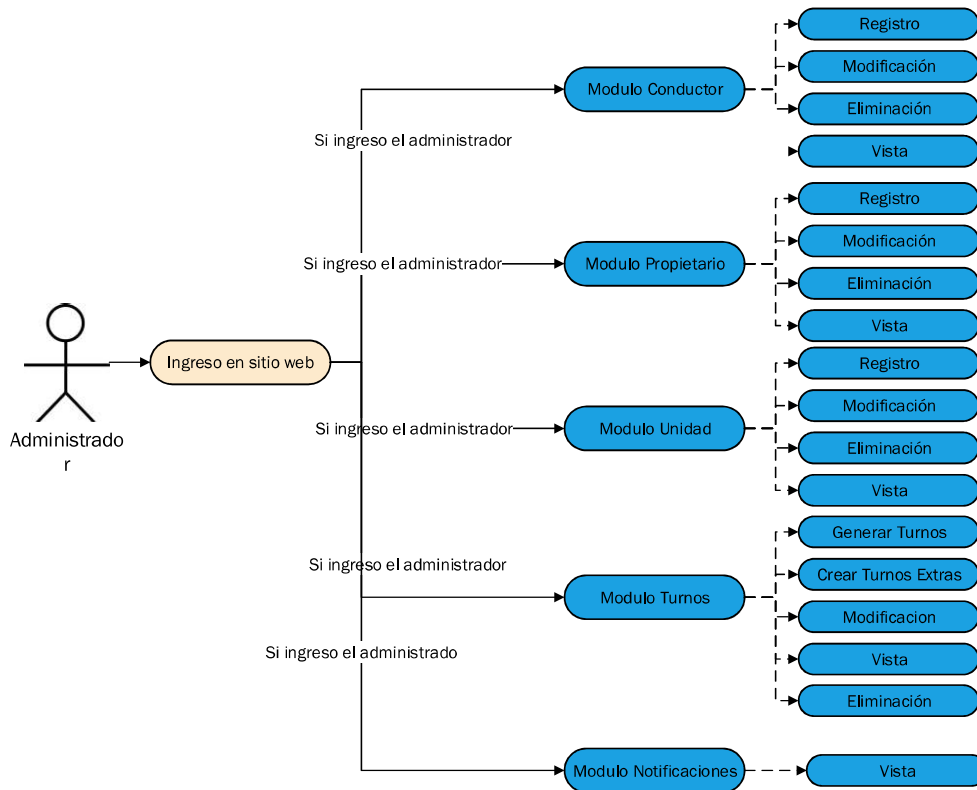 Registro
Modificación
Modulo Conductor
Eliminación
Si ingreso el administrador
Vista
Registro
Modificación
Si ingreso el administrador
Modulo Propietario
Eliminación
Vista
Ingreso en sitio web
Registro
Modificación
Administrado
r
Si ingreso el administrador
Modulo Unidad
Eliminación
Vista
Generar Turnos
Si ingreso el administrador
Crear Turnos Extras
Modulo Turnos
Modificacion
Si ingreso el administrado
Vista
Eliminación
Modulo Notificaciones
Vista